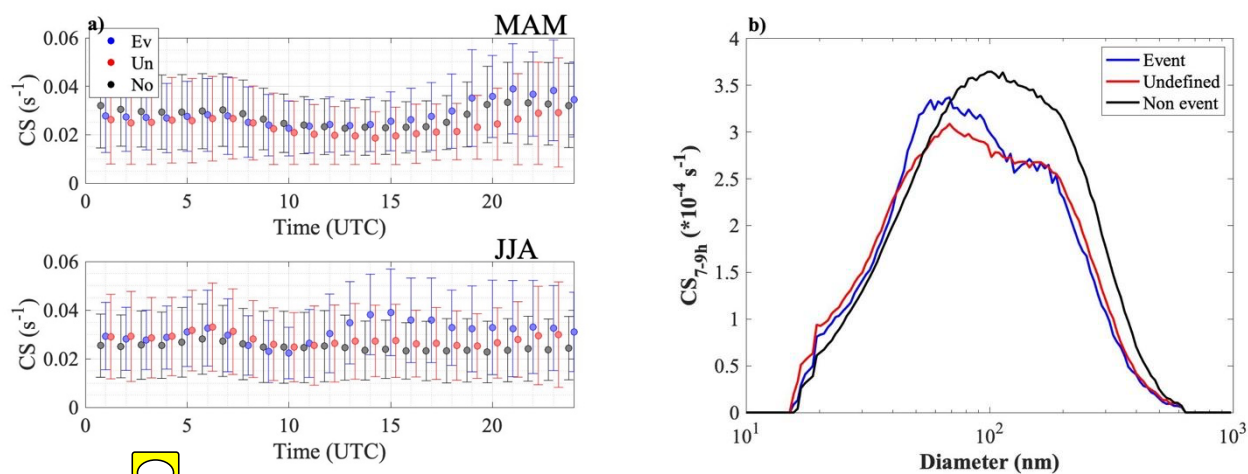 a)
MAM
0.06
0.04
0.02
0
CS (s⁻¹)
Ev
Un
No
0 5 10 15 20
Time (UTC)
JJA
0.06
0.04
0.02
0
CS (s⁻¹)
0 5 10 15 20
Time (UTC)
b)
4
3.5
3
2.5
2
1.5
1
0.5
0
CS₇₋₉ₕ (*10⁻⁴ s⁻¹)
Event
Undefined
Non event
10¹ 10² 10³
Diameter (nm)